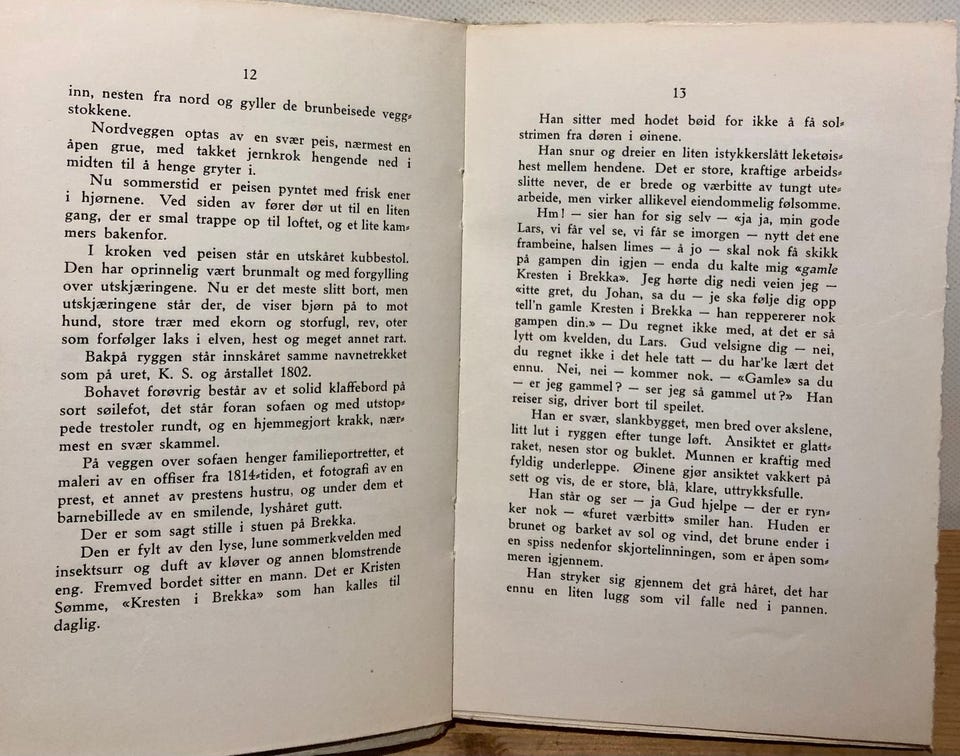 12
inn, nesten fra nord og gyller de brunbeisede vegg-
stokkene.
Nordveggen optas av en svær peis, nærmest en
åpen grue, med takket jernkrok hengende ned i
midten til å henge gryter i.
Nu sommerstid er peisen pyntet med frisk ener
i hjørnene. Ved siden av fører dør ut til en liten
gang, der er smal trappe op til loftet, og et lite kam-
mers bakenfor.
I kroken ved peisen står en utskåret kubbestol.
Den har oprinnelig vært brunmalt og med forgylling
over utskjæringene. Nu er det meste slitt bort, men
utskjæringene står der, de viser bjørn på to mot
hund, store trær med ekorn og storfugl, rev, oter
som forfølger laks i elven, hest og meget annet rart.
Bakpå ryggen står innskåret samme navnetrekket
som på uret, K. S. og årstallet 1802.
Bohavet forøvrig består av et solid klaffebord på
sort søilefot, det står foran sofaen og med utstop-
pede trestoler rundt, og en hjemmegjort krakk, nær-
mest en svær skammel.
På veggen over sofaen henger familieportretter, et
maleri av en offiser fra 1814-tiden, et fotografi av en
prest, et annet av prestens hustru, og under dem et
barnebillede av en smilende, lyshåret gutt.
Der er som sagt stille i stuen på Brekka.
Den er fylt av den lyse, lune sommerkvelden med
insektsurr og duft av kløver og annen blomstrende
eng. Fremved bordet sitter en mann. Det er Kristen
Sømme, «Kresten i Brekka» som han kalles til
daglig.
13
Han sitter med hodet bøid for ikke å få sol-
strimen fra døren i øinene.
Han snur og dreier en liten istykkerslått leketøis-
hest mellem hendene. Det er store, kraftige arbeids-
slitte never, de er brede og værbitte av tungt ute-
arbeide, men virker allikevel eiendommelig følsomme.
Hm! — sier han for sig selv — «ja ja, min gode
Lars, vi får vel se, vi får se imorgen — nytt det ene
frambeine, halsen limes — å jo — skal nok få skikk
på gampen din igjen — enda du kalte mig «gamle
Kresten i Brekka». Jeg hørte dig nedi veien jeg —
«itte gret, du Johan, sa du — je ska følje dig opp
tell'n gamle Kresten i Brekka — han reppererer nok
gampen din.» — Du regnet ikke med, at det er så
lytt om kvelden, du Lars. Gud velsigne dig — nei,
du regnet ikke i det hele tatt — du har'ke lært det
ennu. Nei, nei — kommer nok. — «Gamle» sa du
— er jeg gammel? — ser jeg så gammel ut?» Han
reiser sig, driver bort til speilet.
Han er svær, slankbygget, men bred over akslene,
litt lut i ryggen efter tunge løft. Ansiktet er glatt-
raket, nesen stor og buklet. Munnen er kraftig med
fyldig underleppe. Øinene gjør ansiktet vakkert på
sett og vis, de er store, blå, klare, uttrykksfulle.
Han står og ser — ja Gud hjelpe — der er ryn-
ker nok — «furet værbitt» smiler han. Huden er
brunet og barket av sol og vind, det brune ender i
en spiss nedenfor skjortelinningen, som er åpen som-
meren igjennem.
Han stryker sig gjennem det grå håret, det har
ennu en liten lugg som vil falle ned i pannen.